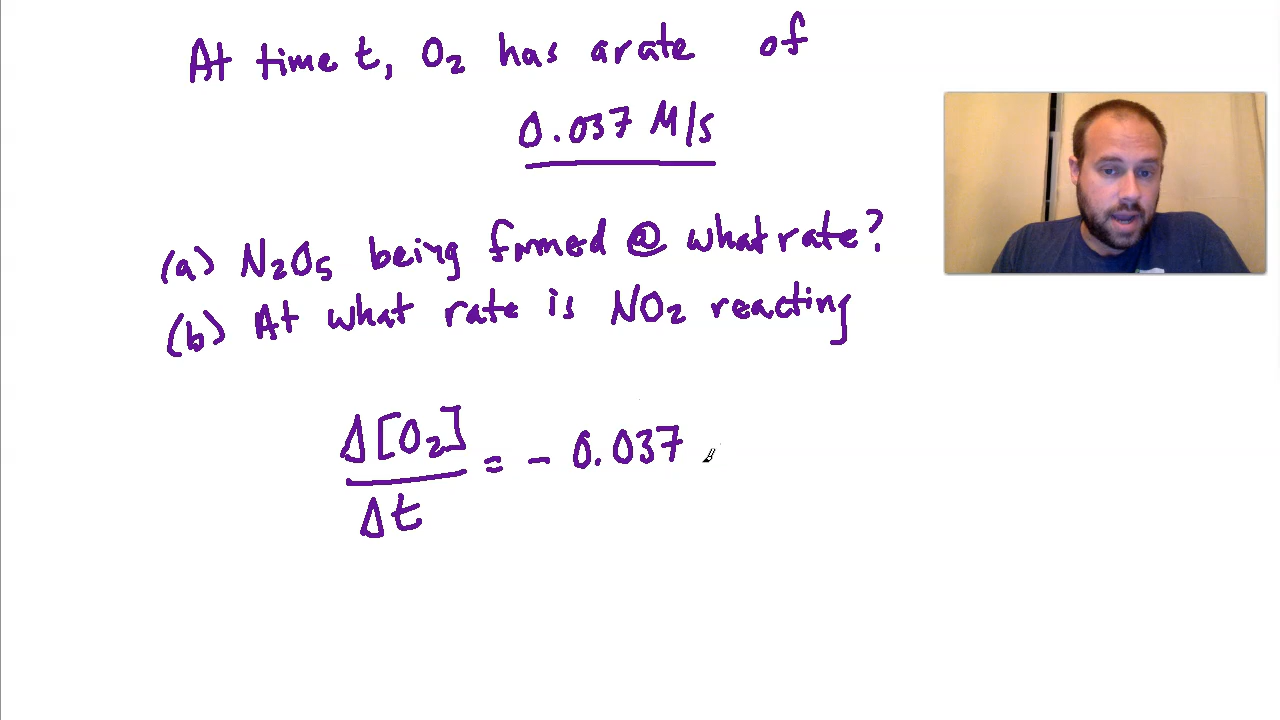 At time t, O₂ has a rate of
0.037 M/s
(a) N₂O₅ being formed @ what rate?
(b) At what rate is NO₂ reacting
Δ[O₂]
Δt
= - 0.037